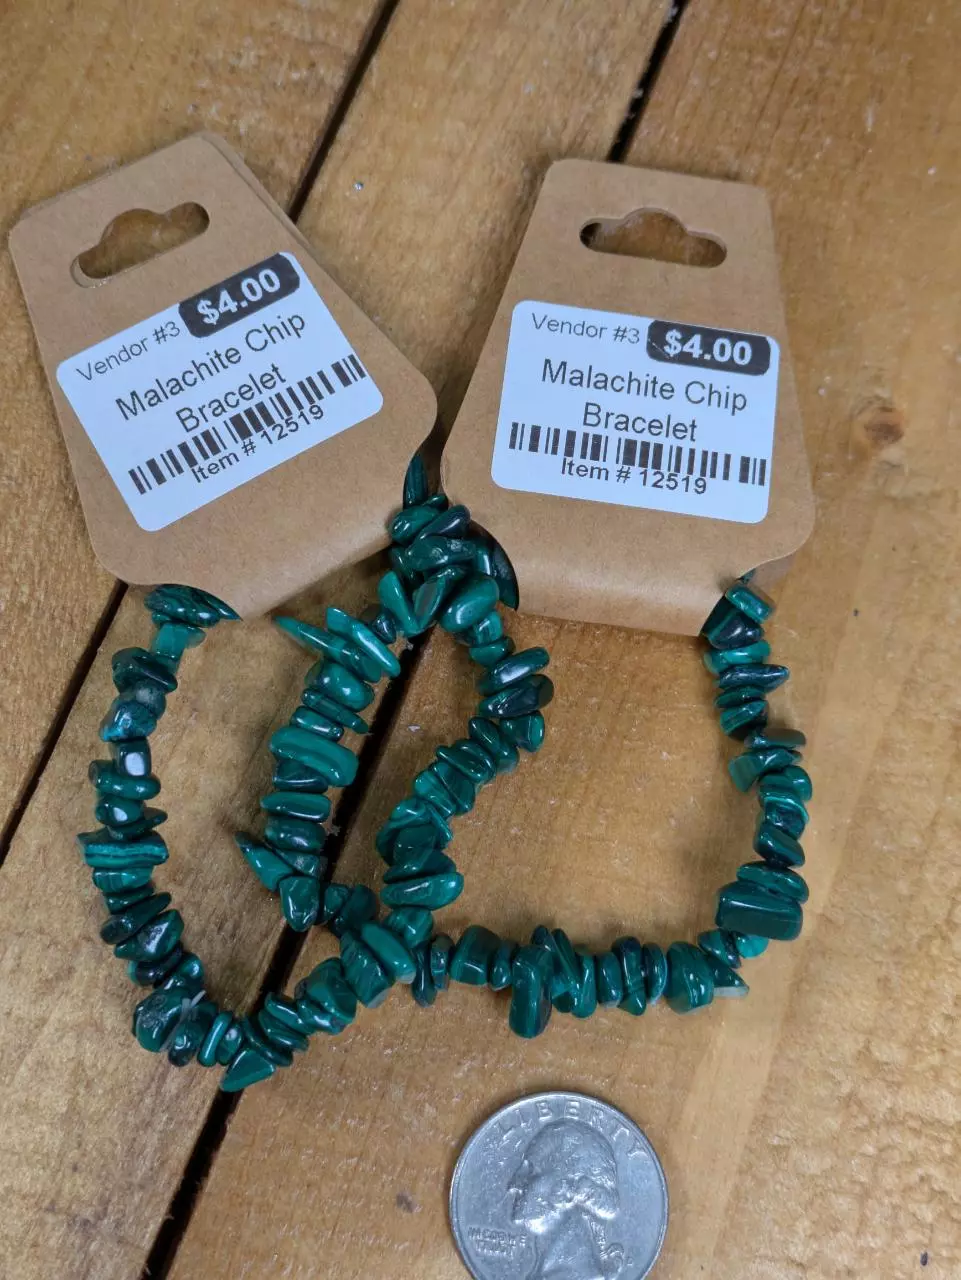 Vendor #3 $4.00
Malachite Chip
Bracelet
Item # 12519
Vendor #3 $4.00
Malachite Chip
Bracelet
Item # 12519
LIBERTY